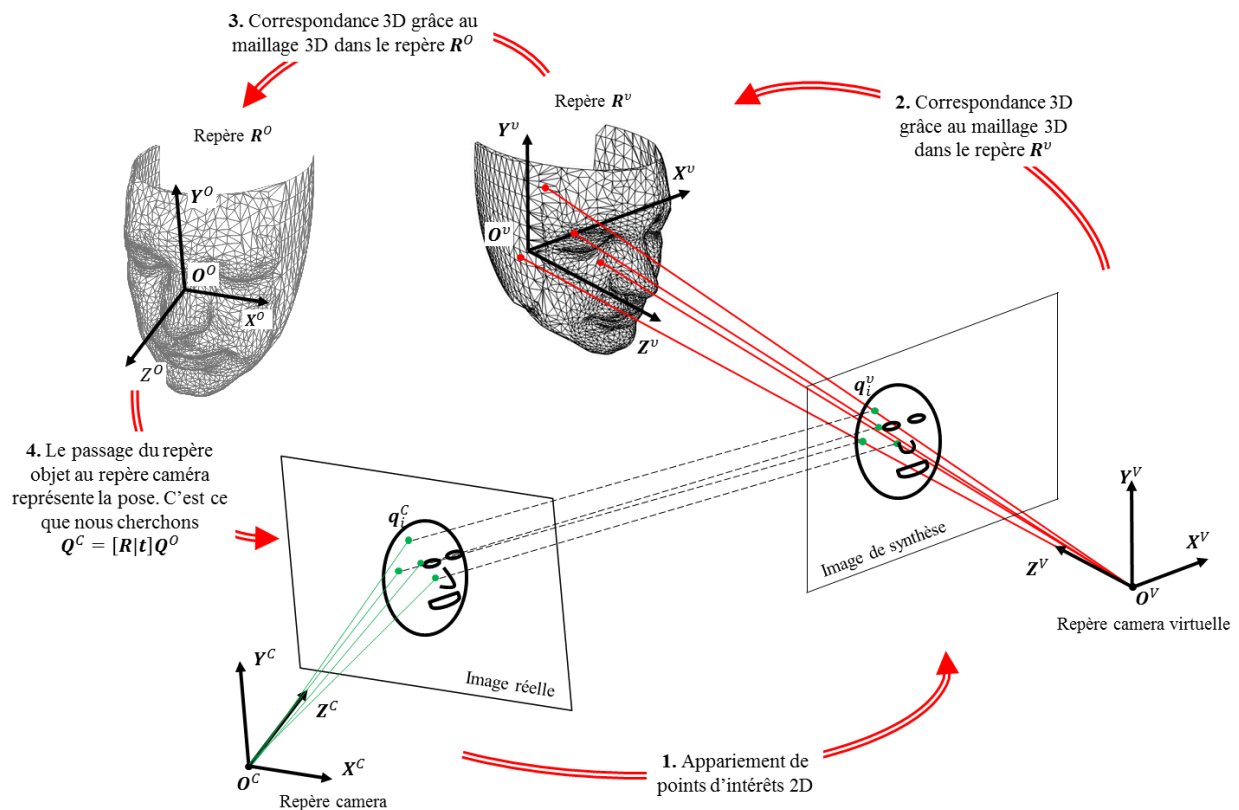 3. Correspondance 3D grâce au
maillage 3D dans le repère R^O
2. Correspondance 3D
grâce au maillage 3D
dans le repère R^υ
Repère R^O
Repère R^υ
Y^O
O^O
X^O
Z^O
Y^υ
X^υ
O^υ
Z^υ
4. Le passage du repère
objet au repère caméra
représente la pose. C'est ce
que nous cherchons
Q^C = [R|t]Q^O
q_i^υ
Image de synthèse
Y^V
X^V
Z^V
O^V
Repère camera virtuelle
q_i^C
Image réelle
Y^C
Z^C
X^C
O^C
Repère camera
1. Appariement de
points d'intérêts 2D